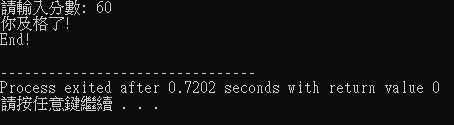 請輸入分數: 60
你及格了!
End!
--------------------------------
Process exited after 0.7202 seconds with return value 0
請按任意鍵繼續 . . .